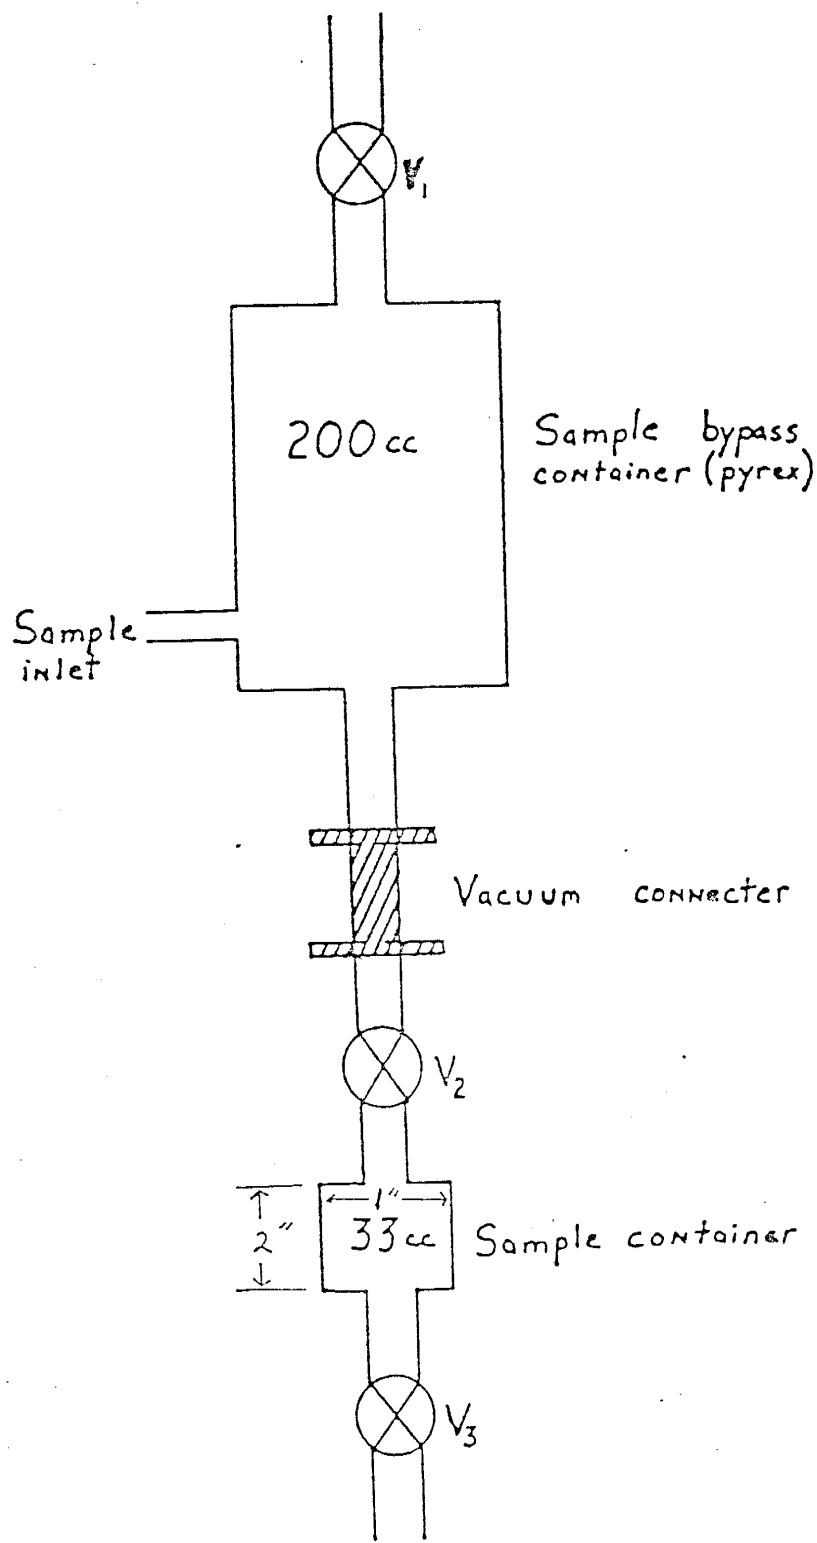 V1
200cc
Sample bypass
container (pyrex)
Sample
inlet
Vacuum connecter
V2
1"
2"
33cc
Sample container
V3